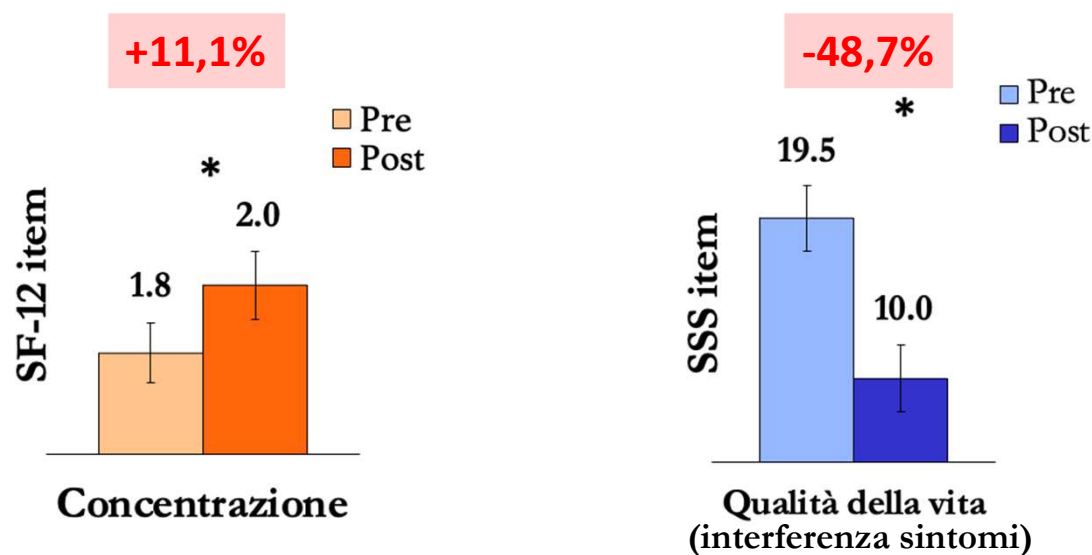 +11,1%
Pre
Post
*
2.0
1.8
SF-12 item
Concentrazione
-48,7%
Pre
Post
*
19.5
10.0
SSS item
Qualità della vita
(interferenza sintomi)